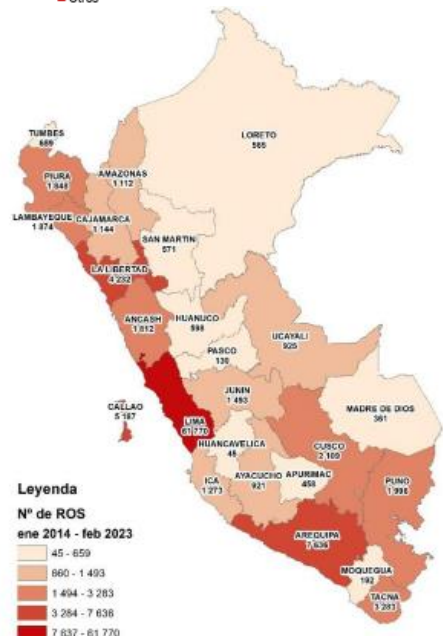 Otros
TUMBES
659
LORETO
565
PIURA
1 848
AMAZONAS
1 112
LAMBAYEQUE
1 874
CAJAMARCA
1 144
SAN MARTIN
571
LA LIBERTAD
4 232
ANCASH
1 812
HUANUCO
598
UCAYALI
925
PASCO
130
JUNIN
1 493
CALLAO
5 187
LIMA
61 770
MADRE DE DIOS
361
HUANCAVELICA
45
CUSCO
2 109
ICA
1 273
AYACUCHO
921
APURIMAC
458
PUNO
1 996
AREQUIPA
7 636
MOQUEGUA
192
TACNA
3 283
Leyenda
Nº de ROS
ene 2014 - feb 2023
45 - 659
660 - 1 493
1 494 - 3 283
3 284 - 7 636
7 637 - 61 770